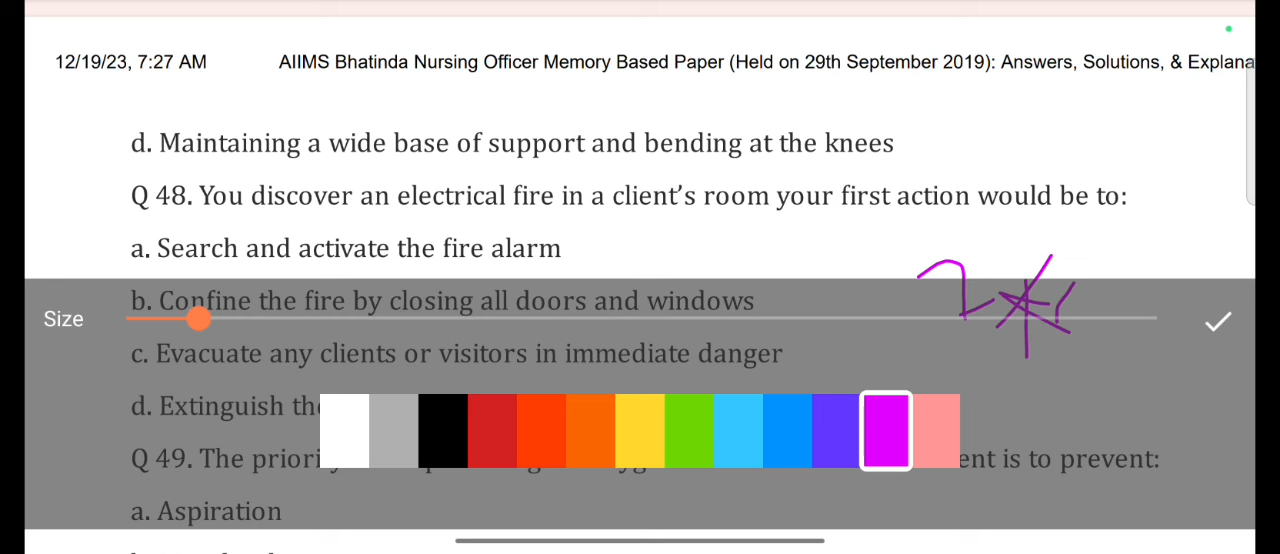 12/19/23, 7:27 AM AIIMS Bhatinda Nursing Officer Memory Based Paper (Held on 29th September 2019): Answers, Solutions, & Explana
d. Maintaining a wide base of support and bending at the knees
Q 48. You discover an electrical fire in a client's room your first action would be to:
a. Search and activate the fire alarm
b. Confine the fire by closing all doors and windows
Size
c. Evacuate any clients or visitors in immediate danger
d. Extinguish
Q 49. The is to prevent:
a. Aspiration